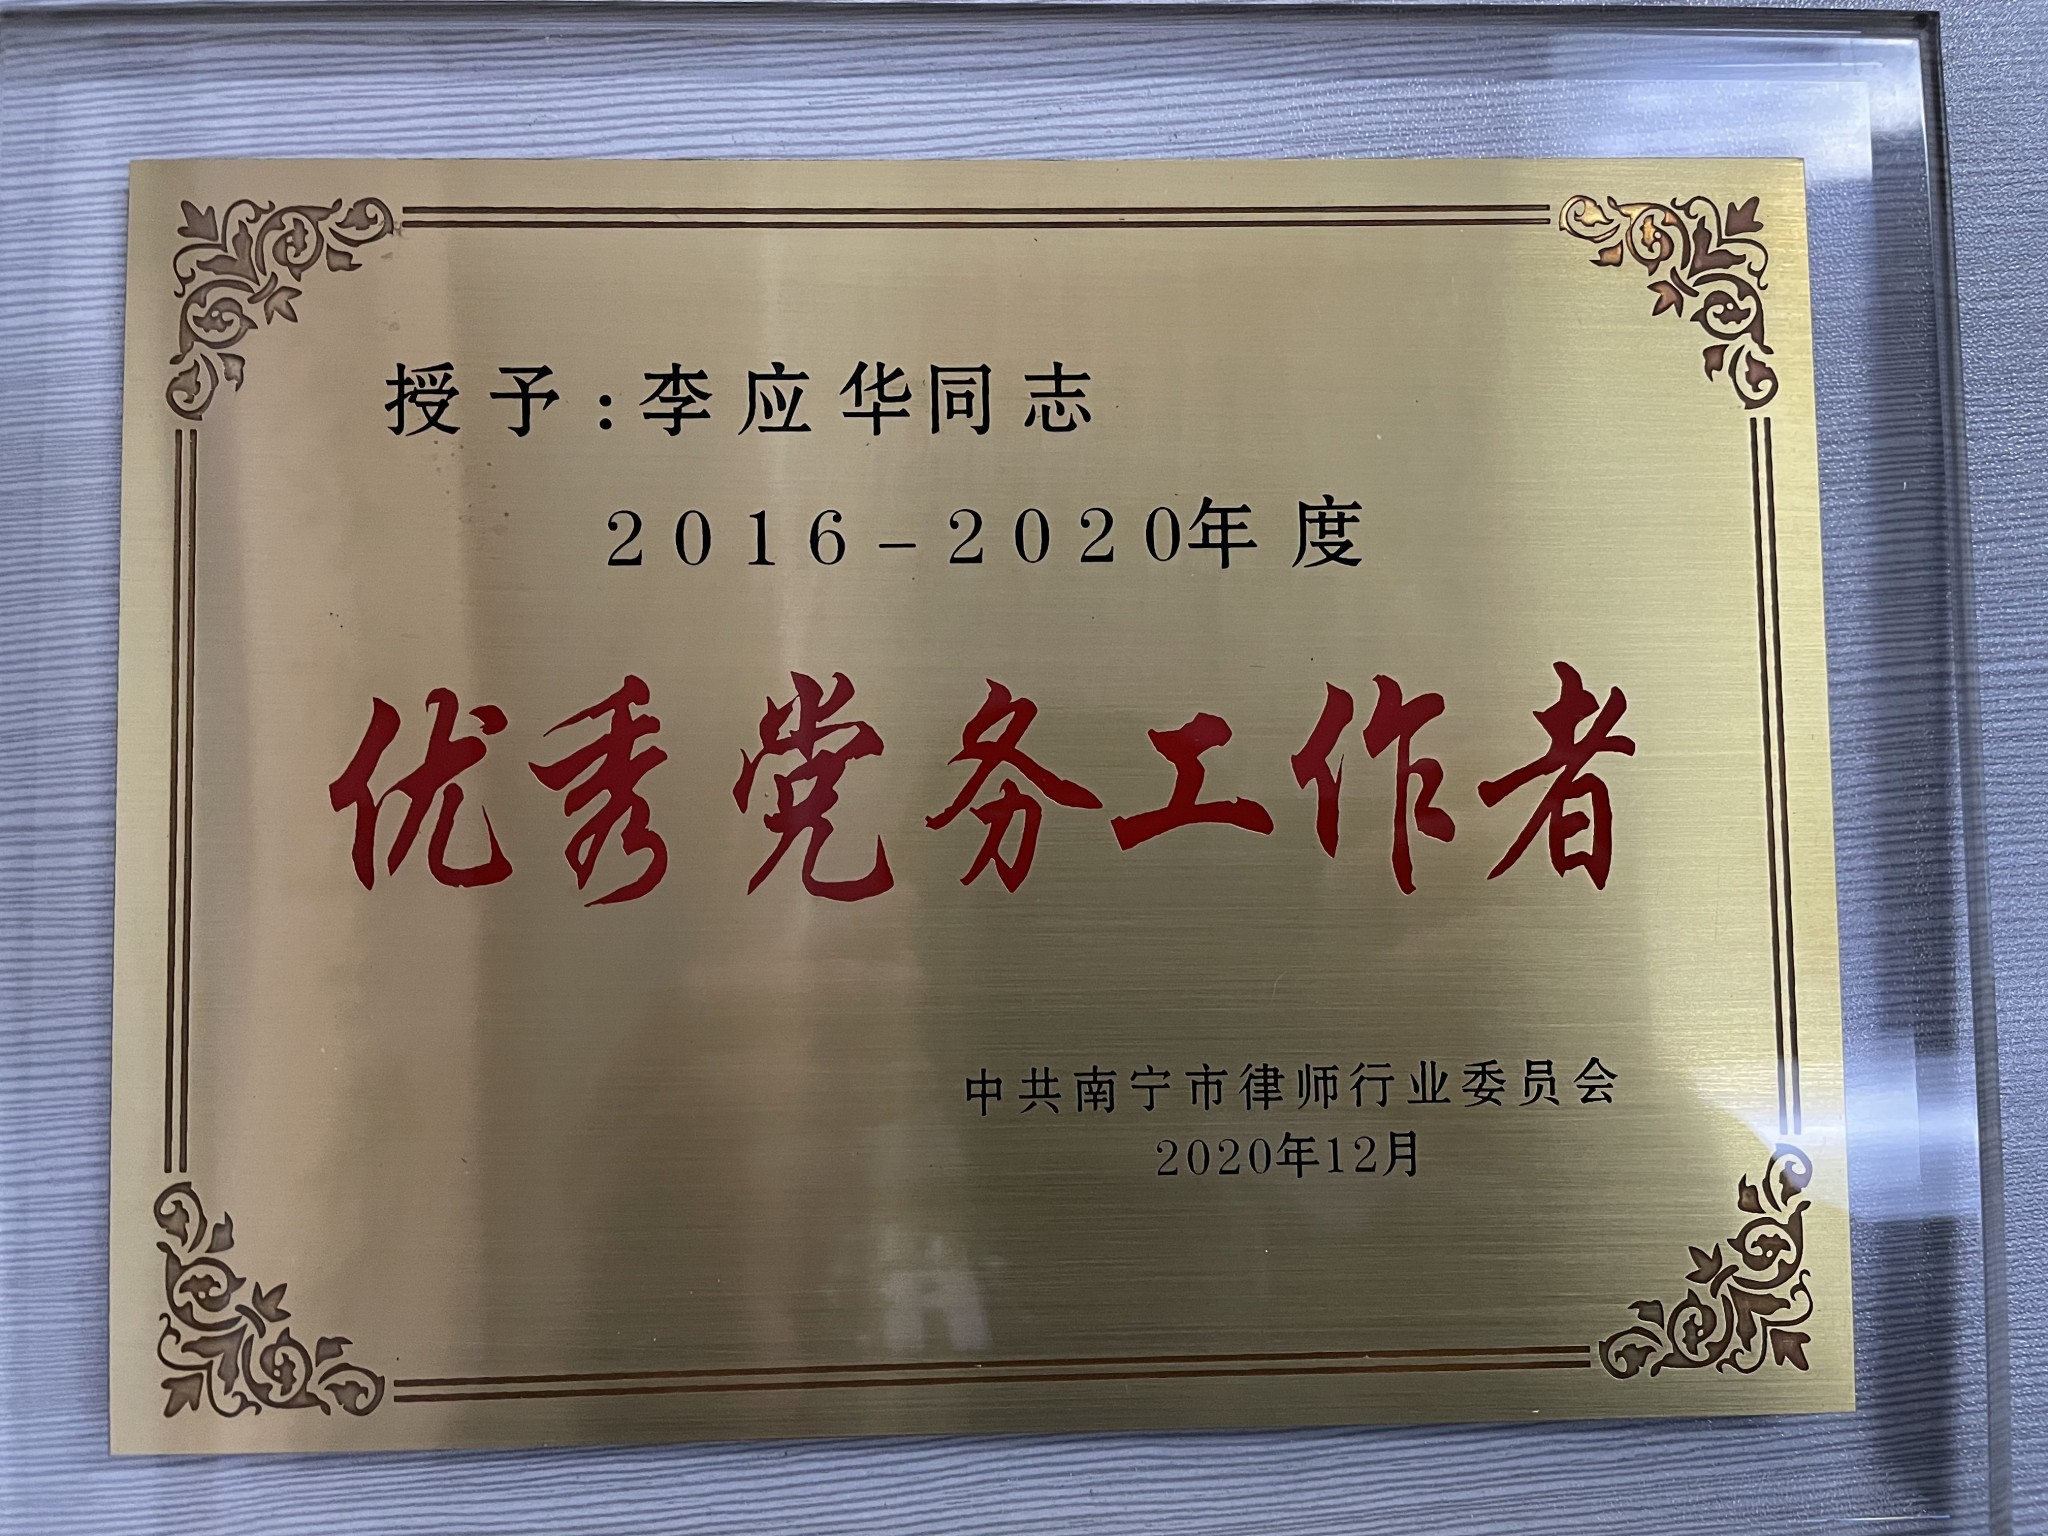 授予:李应华同志
2016-2020年度
优秀党务工作者
中共南宁市律师行业委员会
2020年12月